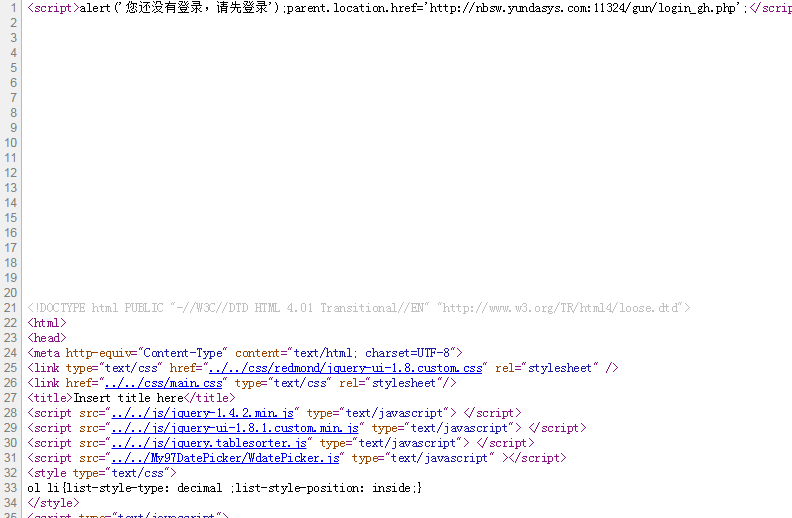 1 <script>alert('您还没有登录，请先登录');parent.location.href='http://nbsw.yundasys.com:11324/gun/login_gh.php';</scrip
2
3
4
5
6
7
8
9
10
11
12
13
14
15
16
17
18
19
20
21 <!DOCTYPE html PUBLIC "-//W3C//DTD HTML 4.01 Transitional//EN" "http://www.w3.org/TR/html4/loose.dtd">
22 <html>
23 <head>
24 <meta http-equiv="Content-Type" content="text/html; charset=UTF-8">
25 <link type="text/css" href="../../css/redmond/jquery-ui-1.8.custom.css" rel="stylesheet" />
26 <link href="../../css/main.css" type="text/css" rel="stylesheet"/>
27 <title>Insert title here</title>
28 <script src="../../js/jquery-1.4.2.min.js" type="text/javascript"> </script>
29 <script src="../../js/jquery-ui-1.8.1.custom.min.js" type="text/javascript"> </script>
30 <script src="../../js/jquery.tablesorter.js" type="text/javascript"> </script>
31 <script src="../../My97DatePicker/WdatePicker.js" type="text/javascript" ></script>
32 <style type="text/css">
33 ol li{list-style-type: decimal ;list-style-position: inside;}
34 </style>
35 <script type="text/javascript">